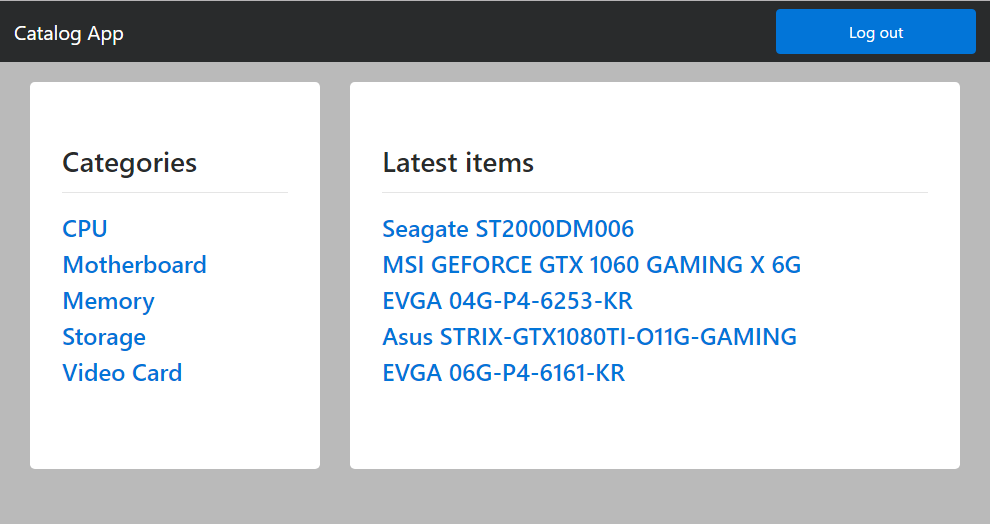 Catalog App
Log out
Categories
CPU
Motherboard
Memory
Storage
Video Card
Latest items
Seagate ST2000DM006
MSI GEFORCE GTX 1060 GAMING X 6G
EVGA 04G-P4-6253-KR
Asus STRIX-GTX1080TI-O11G-GAMING
EVGA 06G-P4-6161-KR